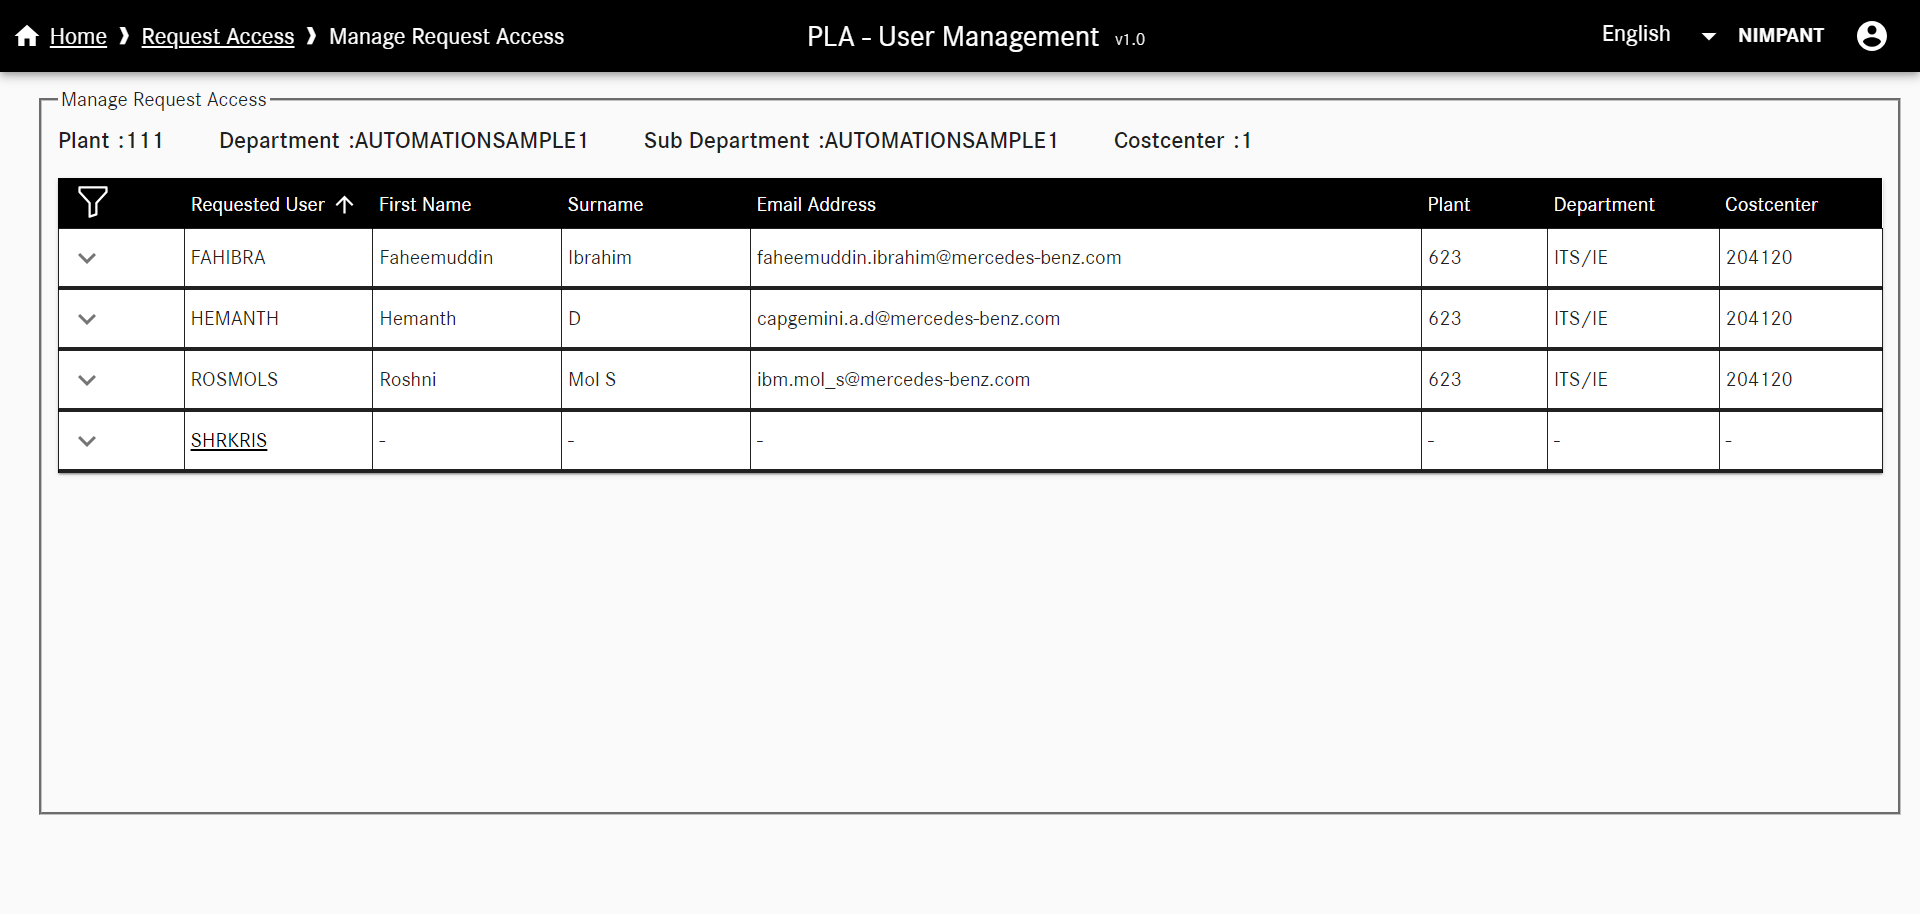 Home ❱ Request Access ❱ Manage Request Access PLA - User Management v1.0 English NIMPANT
Manage Request Access
Plant :111 Department :AUTOMATIONSAMPLE1 Sub Department :AUTOMATIONSAMPLE1 Costcenter :1
Requested User First Name Surname Email Address Plant Department Costcenter
FAHIBRA Faheemuddin Ibrahim faheemuddin.ibrahim@mercedes-benz.com 623 ITS/IE 204120
HEMANTH Hemanth D capgemini.a.d@mercedes-benz.com 623 ITS/IE 204120
ROSMOLS Roshni Mol S ibm.mol_s@mercedes-benz.com 623 ITS/IE 204120
SHRKRIS - - - - - -